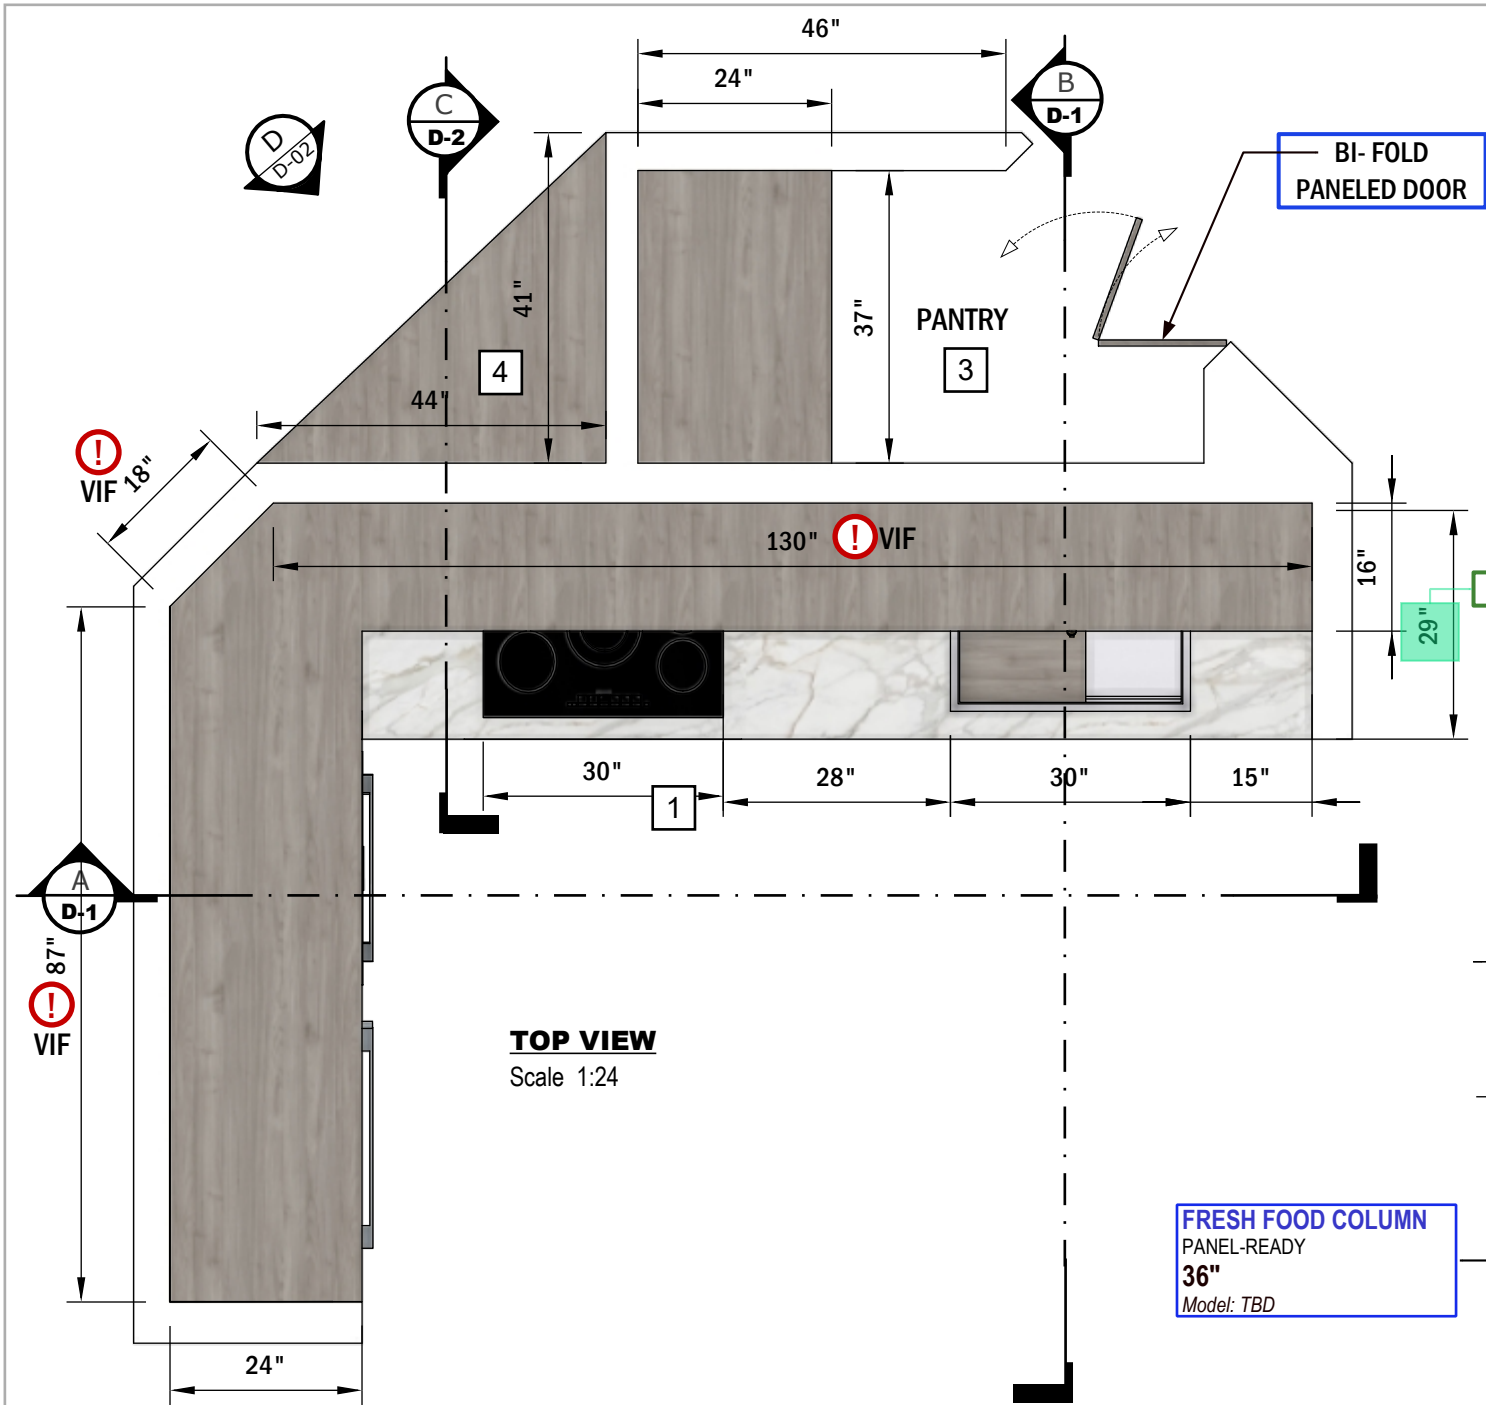 46"
24"
C
D-2
B
D-1
D
D-02
BI- FOLD
PANELED DOOR
41"
37"
PANTRY
3
4
44"
18"
!
VIF
130"
!
VIF
16"
29"
30"
28"
30"
15"
1
A
D-1
87"
!
VIF
TOP VIEW
Scale 1:24
FRESH FOOD COLUMN
PANEL-READY
36"
Model: TBD
24"